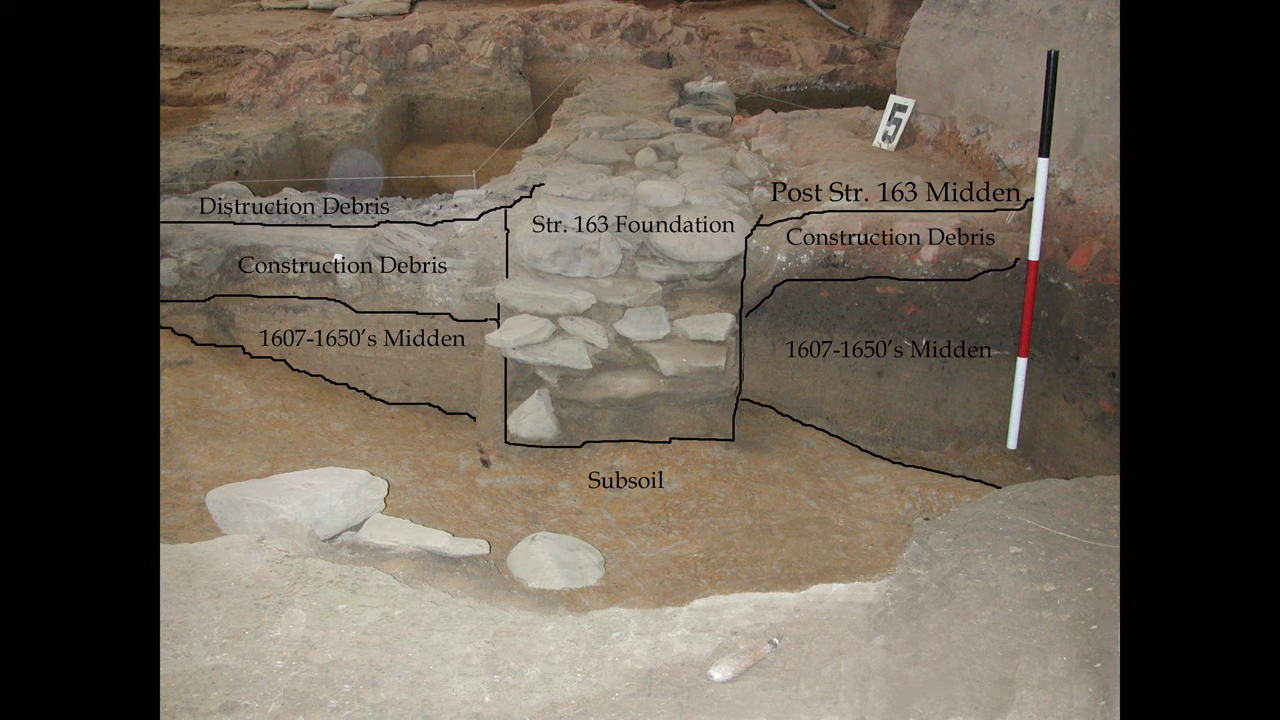 5
Post Str. 163 Midden
Distruction Debris
Str. 163 Foundation
Construction Debris
Construction Debris
1607-1650's Midden
1607-1650's Midden
Subsoil